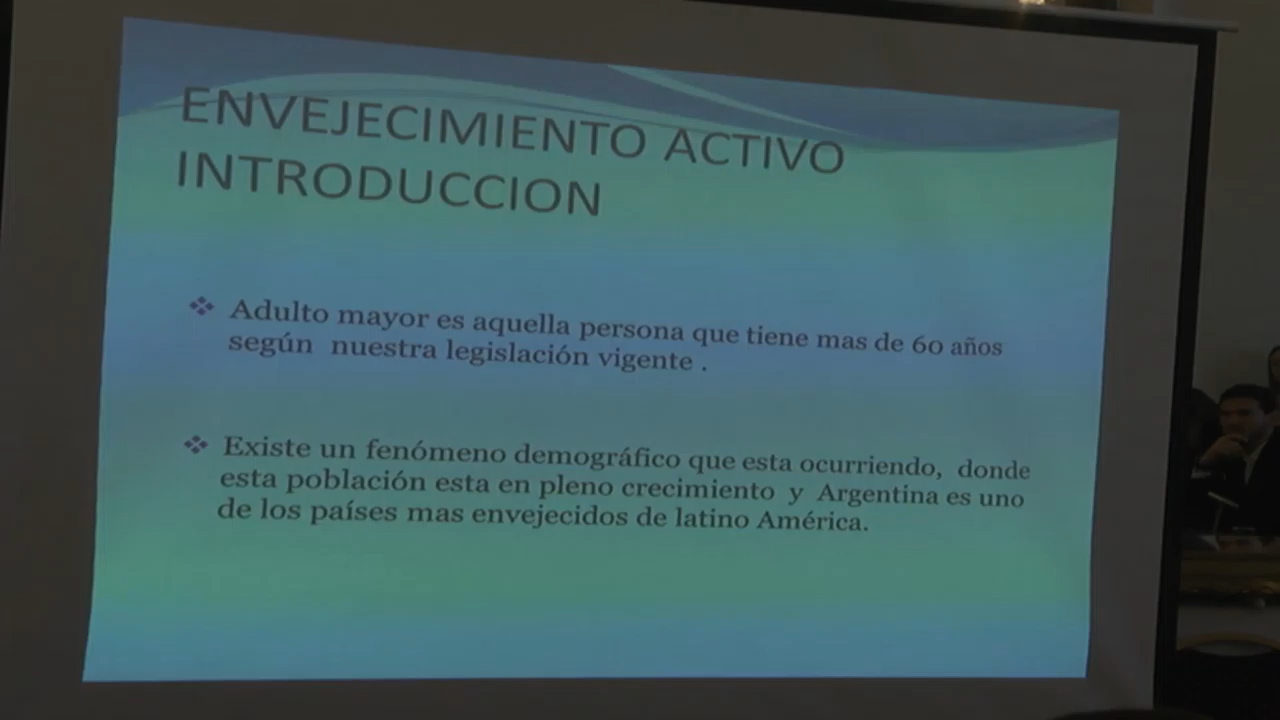 ENVEJECIMIENTO ACTIVO
INTRODUCCION
Adulto mayor es aquella persona que tiene mas de 60 años
según nuestra legislación vigente .
Existe un fenómeno demográfico que esta ocurriendo, donde
esta población esta en pleno crecimiento y Argentina es uno
de los países mas envejecidos de latino América.